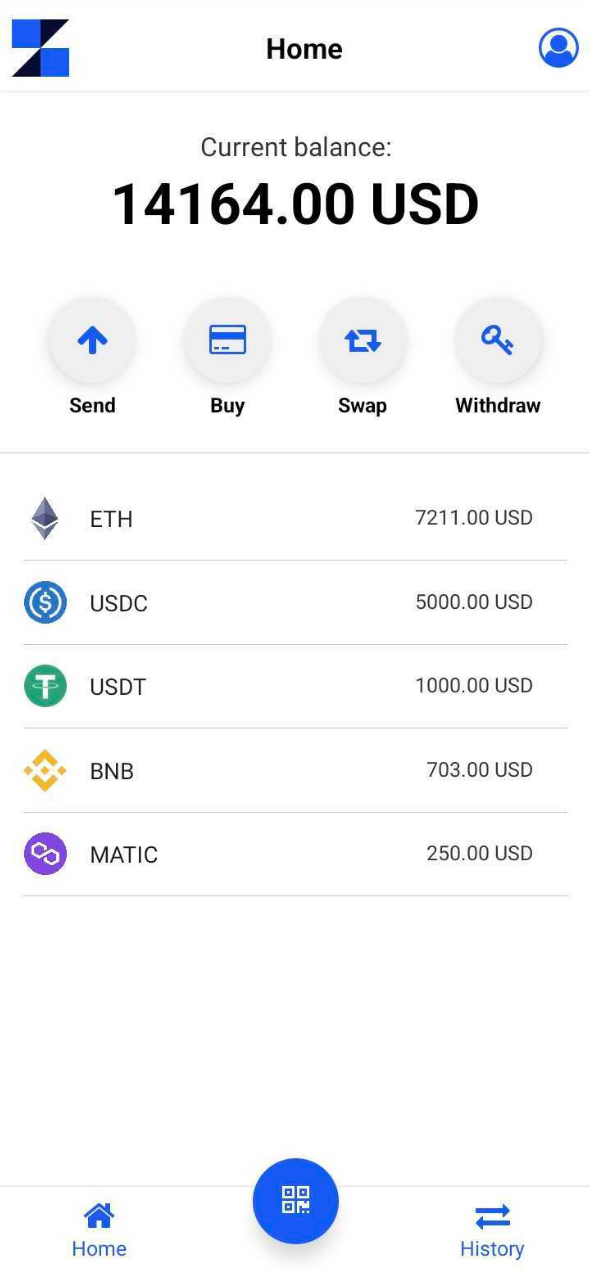 Home
Current balance:
14164.00 USD
Send Buy Swap Withdraw
ETH 7211.00 USD
USDC 5000.00 USD
USDT 1000.00 USD
BNB 703.00 USD
MATIC 250.00 USD
Home History